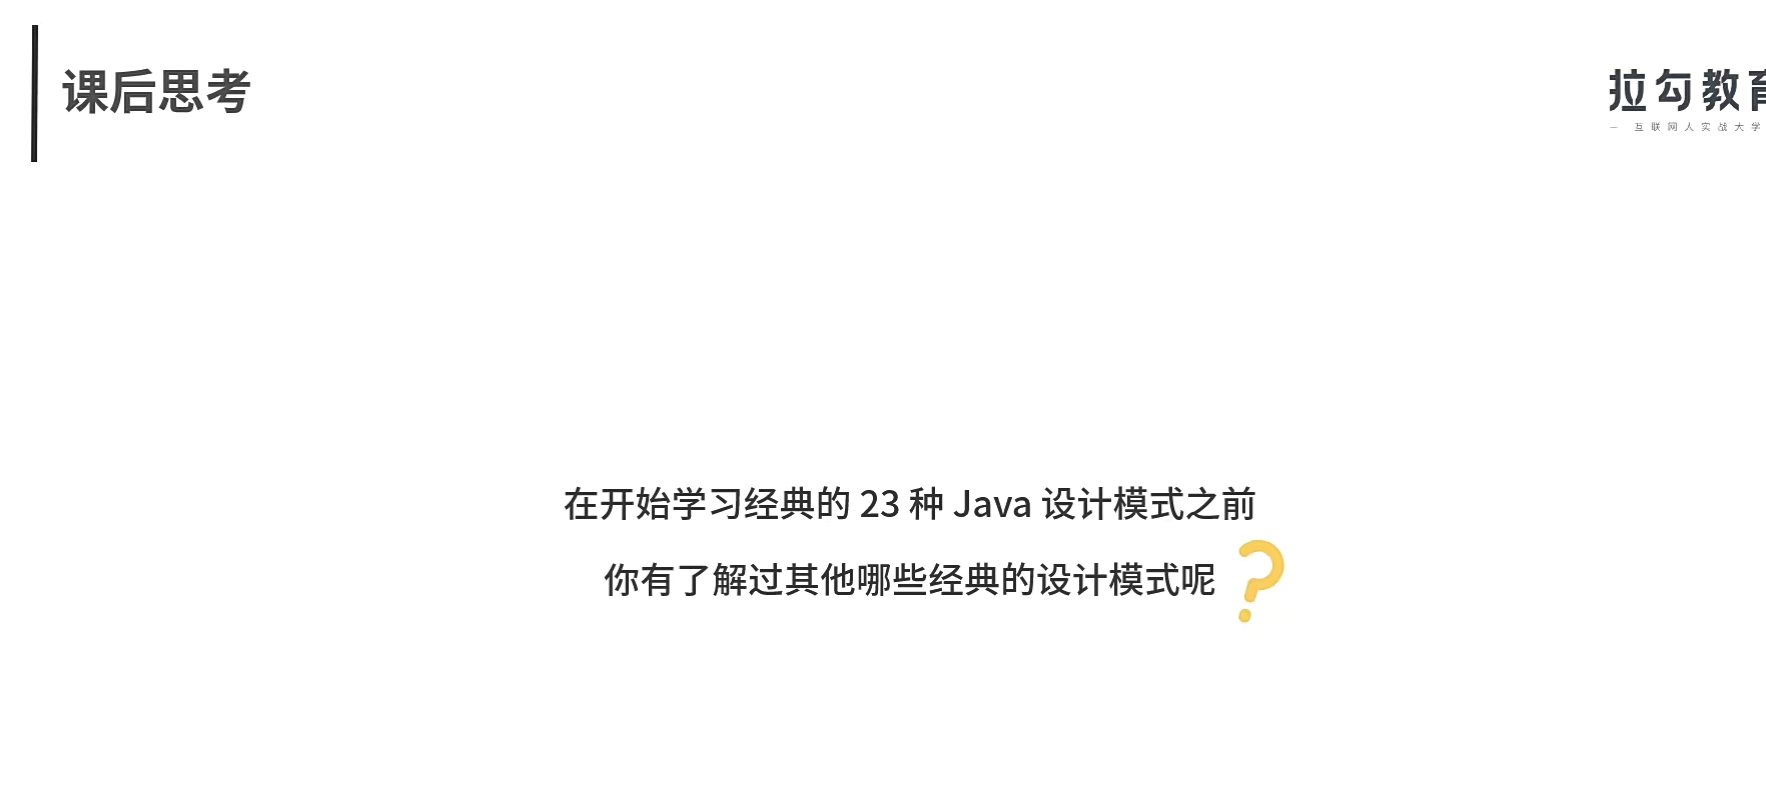 课后思考
拉勾教育
— 互联网人实战大学
在开始学习经典的 23 种 Java 设计模式之前
你有了解过其他哪些经典的设计模式呢?